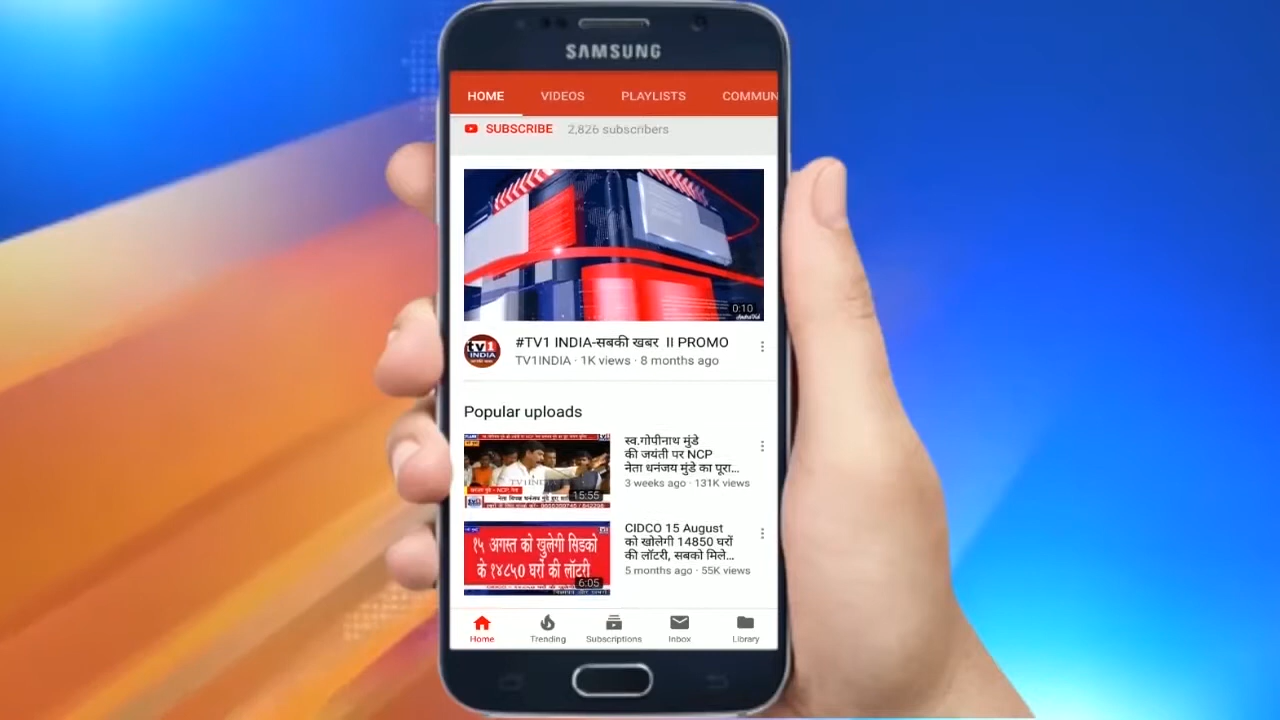 SAMSUNG
HOME VIDEOS PLAYLISTS COMMUN
SUBSCRIBE 2,826 subscribers
0:10
tv1
INDIA
#TV1 INDIA-सबकी खबर II PROMO
TV1INDIA · 1K views · 8 months ago
Popular uploads
TV1INDIA
15:55
स्व.गोपीनाथ मुंडे
की जयंती पर NCP
नेता धनंजय मुंडे का पूरा...
3 weeks ago · 131K views
१५ अगस्त को खुलेगी सिडको
के १४८५० घरों की लॉटरी
6:05
CIDCO 15 August
को खोलेगी 14850 घरों
की लॉटरी, सबको मिले...
5 months ago · 55K views
Home Trending Subscriptions Inbox Library